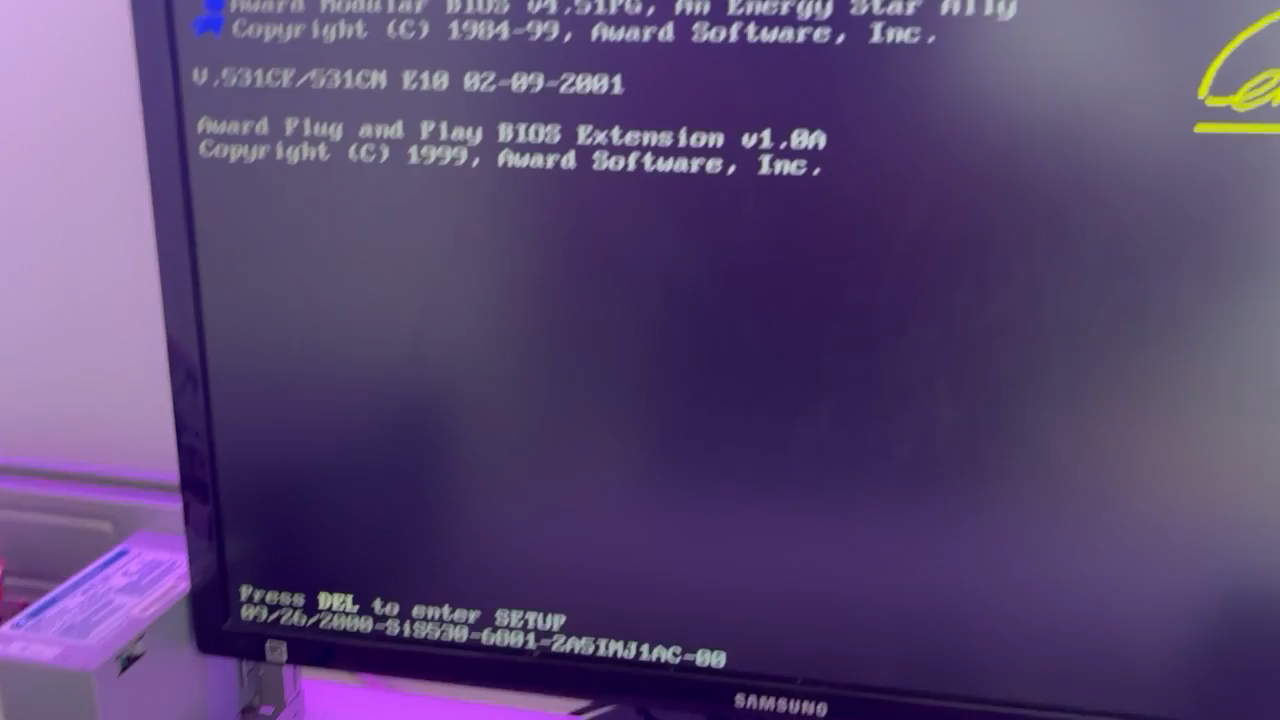 Award Modular BIOS v4.51PG, An Energy Star Ally
Copyright (C) 1984-99, Award Software, Inc.
V.531CF/531CM E10 02-09-2001
Award Plug and Play BIOS Extension v1.0A
Copyright (C) 1999, Award Software, Inc.
Press DEL to enter SETUP
09/26/2000-SiS530-6801-2A5IMJ1AC-00
SAMSUNG